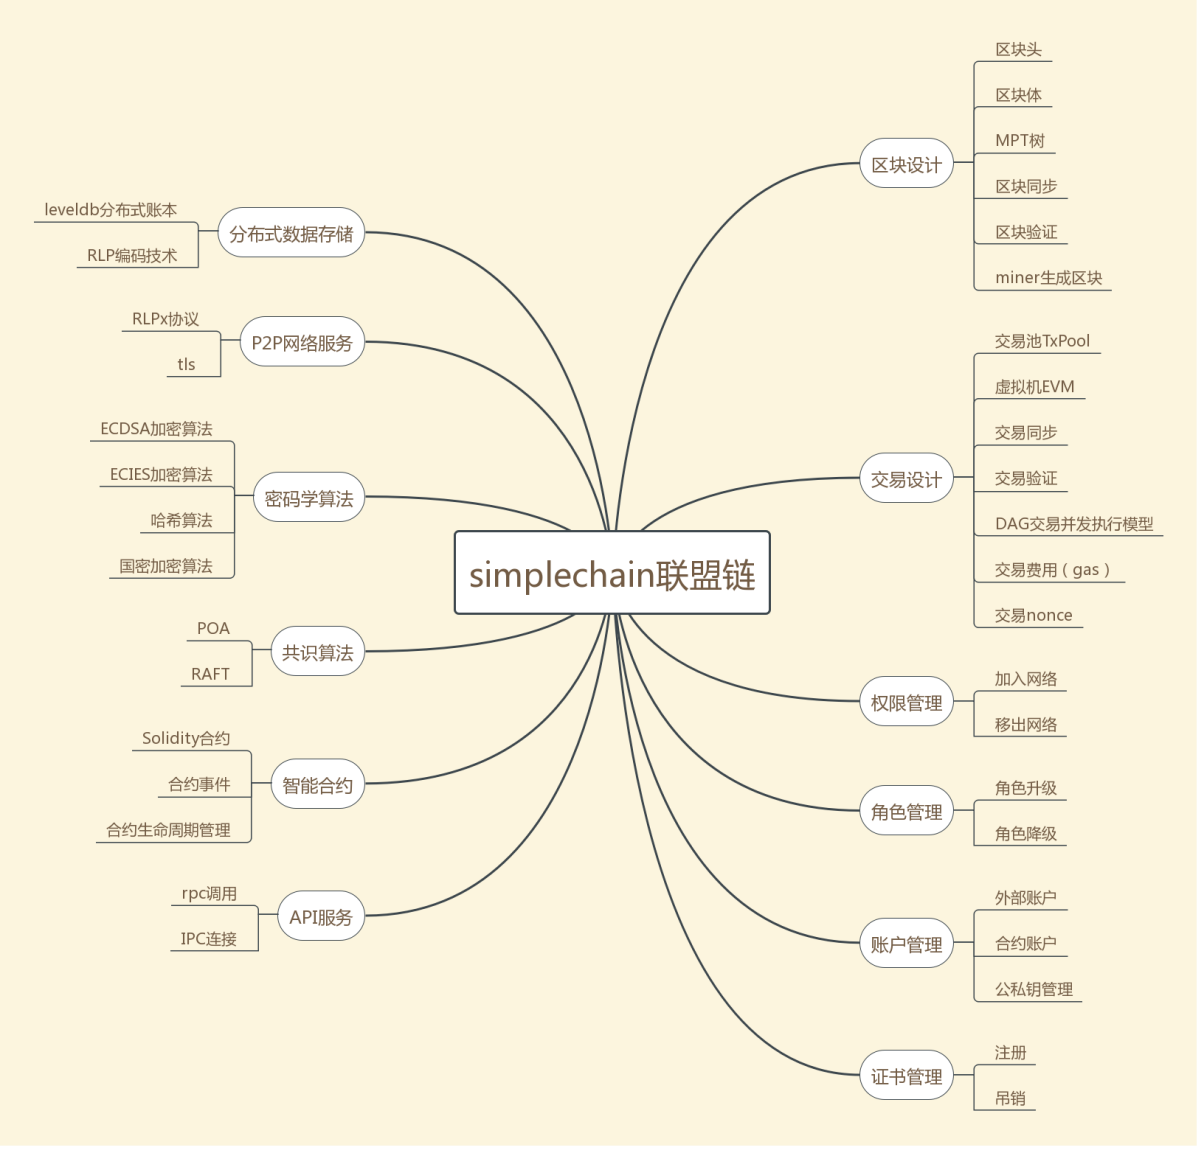 simplechain联盟链
区块设计
区块头
区块体
MPT树
区块同步
区块验证
miner生成区块
交易设计
交易池TxPool
虚拟机EVM
交易同步
交易验证
DAG交易并发执行模型
交易费用（gas）
交易nonce
权限管理
加入网络
移出网络
角色管理
角色升级
角色降级
账户管理
外部账户
合约账户
公私钥管理
证书管理
注册
吊销
分布式数据存储
leveldb分布式账本
RLP编码技术
P2P网络服务
RLPx协议
tls
密码学算法
ECDSA加密算法
ECIES加密算法
哈希算法
国密加密算法
共识算法
POA
RAFT
智能合约
Solidity合约
合约事件
合约生命周期管理
API服务
rpc调用
IPC连接